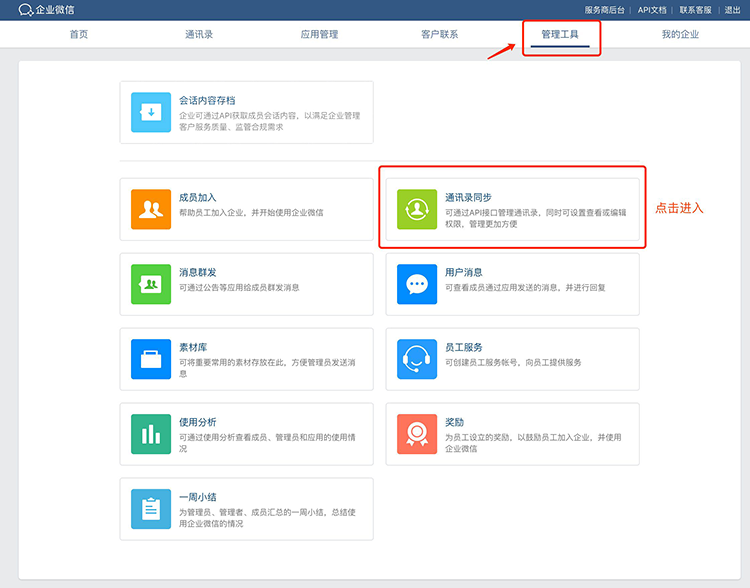 企业微信
服务商后台 | API文档 | 联系客服 | 退出
首页 通讯录 应用管理 客户联系 管理工具 我的企业
会话内容存档
企业可通过API获取成员会话内容，以满足企业管理
客户服务质量、监管合规需求
成员加入
帮助员工加入企业，并开始使用企业微信
通讯录同步
可通过API接口管理通讯录，同时可设置查看或编辑
权限，管理更加方便
点击进入
消息群发
可通过公告等应用给成员群发消息
用户消息
可查看成员通过应用发送的消息，并进行回复
素材库
可将重要常用的素材存放在此，方便管理员发送消
息
员工服务
可创建员工服务帐号，向员工提供服务
使用分析
可通过使用分析查看成员、管理员和应用的使用情
况
奖励
为员工设立的奖励，以鼓励员工加入企业，并使用
企业微信
一周小结
为管理员、管理者、成员汇总的一周小结，总结使
用企业微信的情况